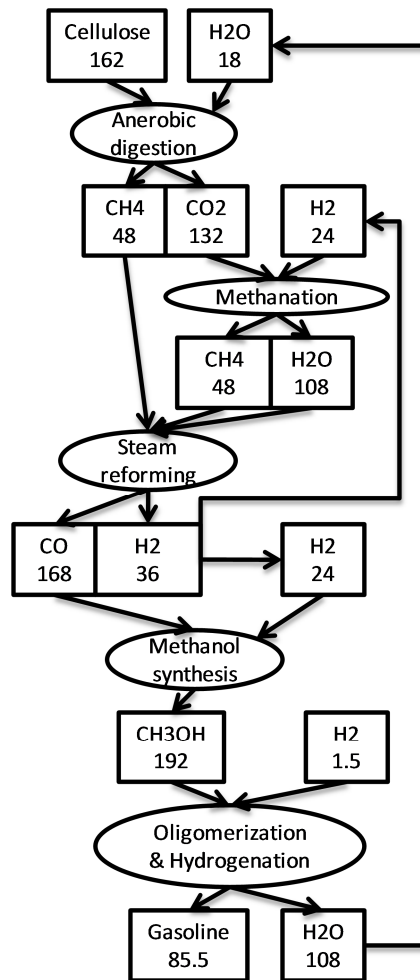 Cellulose
162
H2O
18
Anerobic
digestion
CH4
48
CO2
132
H2
24
Methanation
CH4
48
H2O
108
Steam
reforming
CO
168
H2
36
H2
24
Methanol
synthesis
CH3OH
192
H2
1.5
Oligomerization
& Hydrogenation
Gasoline
85.5
H2O
108